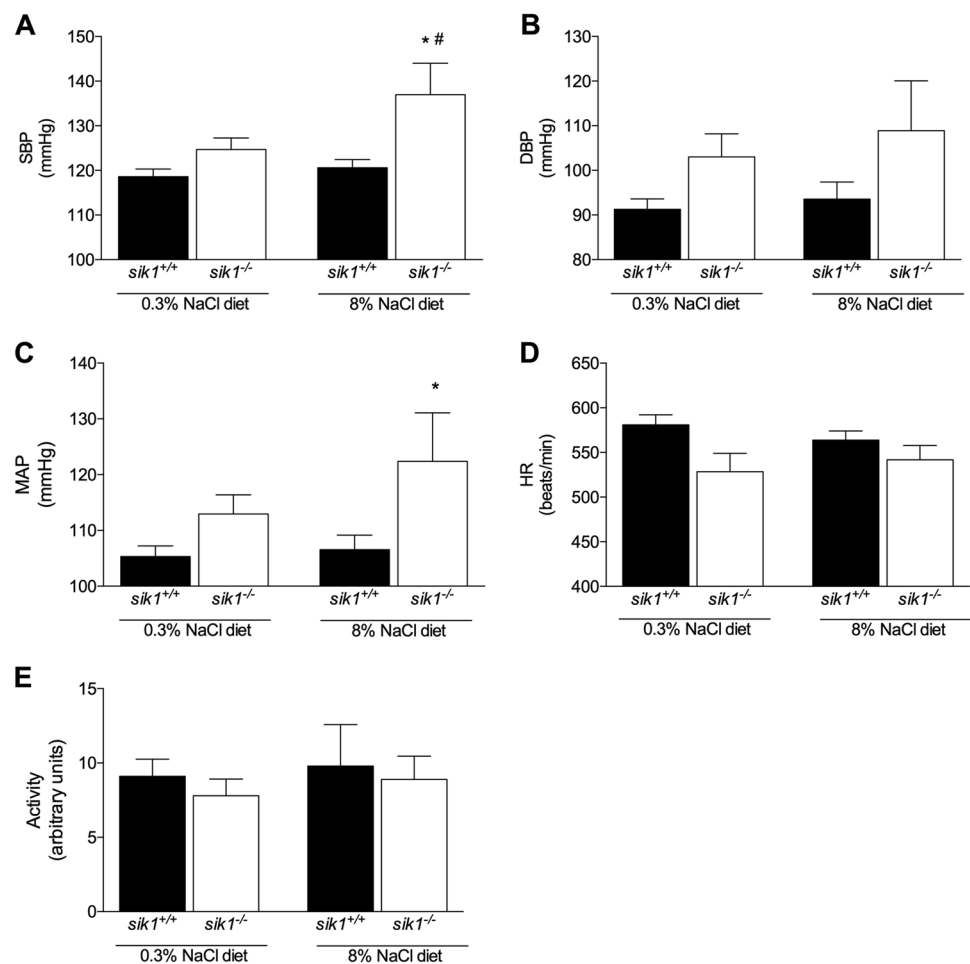 A
SBP
(mmHg)
150
140
130
120
110
100
* #
sik1+/+ sik1-/- sik1+/+ sik1-/-
0.3% NaCl diet 8% NaCl diet
B
DBP
(mmHg)
130
120
110
100
90
80
sik1+/+ sik1-/- sik1+/+ sik1-/-
0.3% NaCl diet 8% NaCl diet
C
MAP
(mmHg)
140
130
120
110
100
*
sik1+/+ sik1-/- sik1+/+ sik1-/-
0.3% NaCl diet 8% NaCl diet
D
HR
(beats/min)
650
600
550
500
450
400
sik1+/+ sik1-/- sik1+/+ sik1-/-
0.3% NaCl diet 8% NaCl diet
E
Activity
(arbitrary units)
15
10
5
0
sik1+/+ sik1-/- sik1+/+ sik1-/-
0.3% NaCl diet 8% NaCl diet